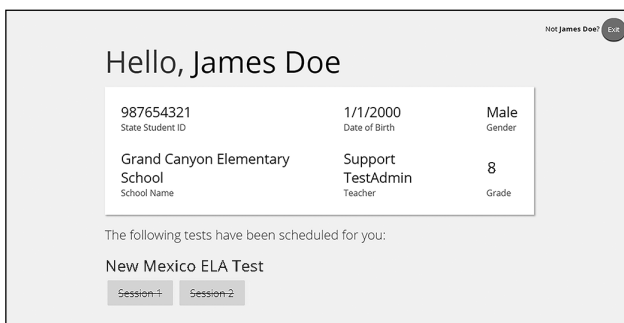 Not James Doe? Exit
Hello, James Doe
987654321 1/1/2000 Male
State Student ID Date of Birth Gender
Grand Canyon Elementary Support
School TestAdmin 8
School Name Teacher Grade
The following tests have been scheduled for you:
New Mexico ELA Test
Session 1 Session 2